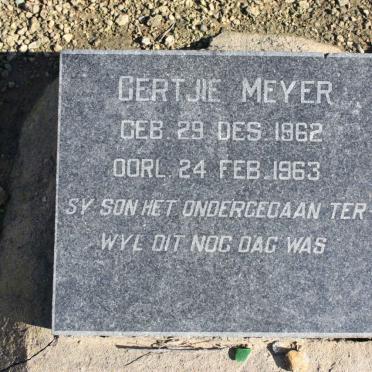 GERTJIE MEYER
GEB. 29 DES 1962
OORL. 24 FEB. 1963
SY SON HET ONDERGEGAAN TER-
WYL DIT NOG DAG WAS